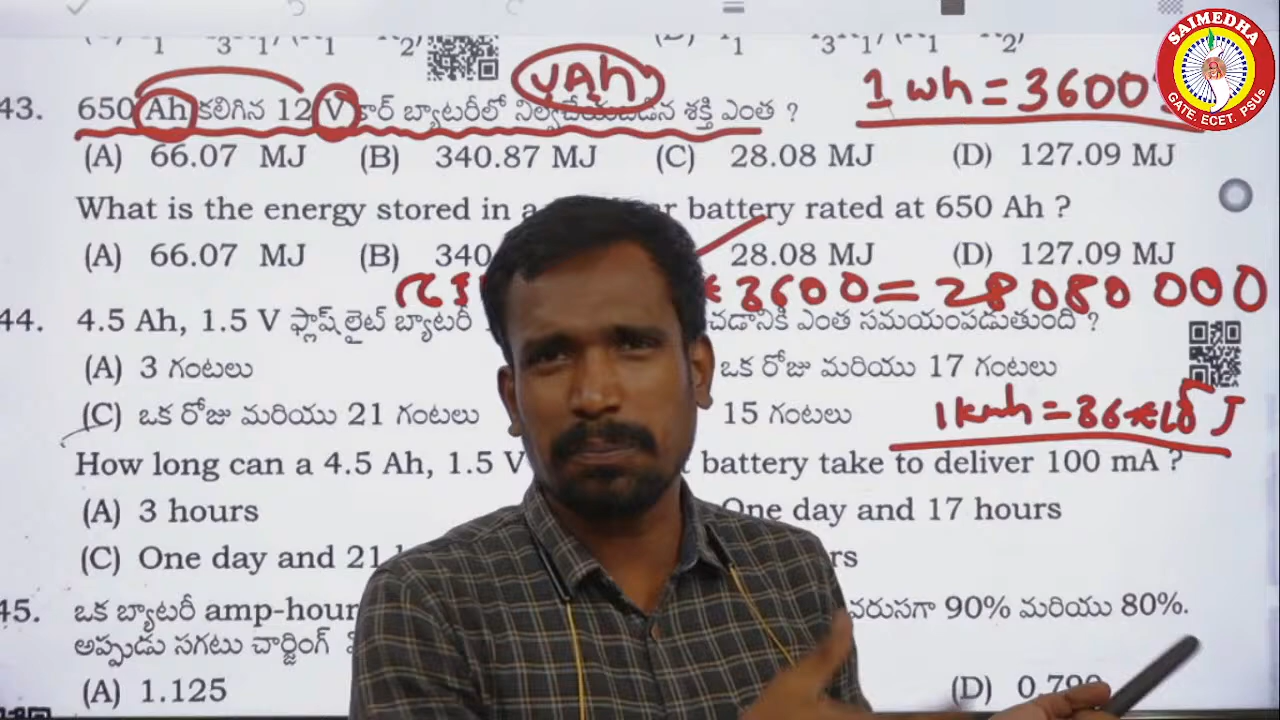 SAIMEDHA
GATE. ECET. PSUs
VAh
1 wh = 3600
43. 650 Ah కలిగిన 12 V కార్ బ్యాటరీలో నిల్వచేయబడిన శక్తి ఎంత ?
(A) 66.07 MJ (B) 340.87 MJ (C) 28.08 MJ (D) 127.09 MJ
What is the energy stored in a battery rated at 650 Ah ?
(A) 66.07 MJ (B) 340 28.08 MJ (D) 127.09 MJ
3600 = 28080 000
44. 4.5 Ah, 1.5 V ఫ్లాష్ లైట్ బ్యాటరీ ఎంత సమయంపడుతుంది ?
(A) 3 గంటలు ఒక రోజు మరియు 17 గంటలు
(C) ఒక రోజు మరియు 21 గంటలు 15 గంటలు
How long can a 4.5 Ah, 1.5 V battery take to deliver 100 mA ?
(A) 3 hours One day and 17 hours
(C) One day and 21
45. ఒక బ్యాటరీ amp-hour వరుసగా 90% మరియు 80%.
అప్పుడు సగటు చార్జింగ్
(A) 1.125 (D)